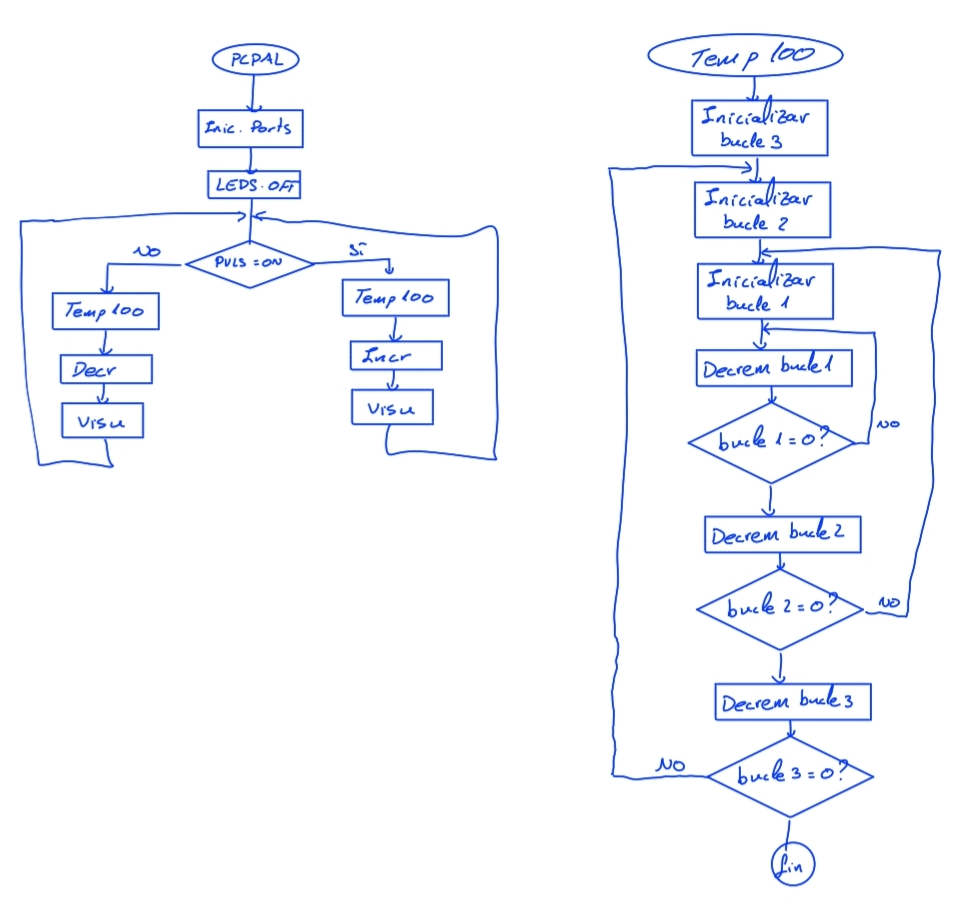 PCPAL
Inic. Ports
LEDS.OFF
PULS = ON
NO
SÍ
Temp 100
Decr
Visu
Temp 100
Incr
Visu
Temp 100
Inicializar
bucle 3
Inicializar
bucle 2
Inicializar
bucle 1
Decrem bucle 1
bucle 1 = 0?
NO
Decrem bucle 2
bucle 2 = 0?
NO
Decrem bucle 3
bucle 3 = 0?
NO
fin